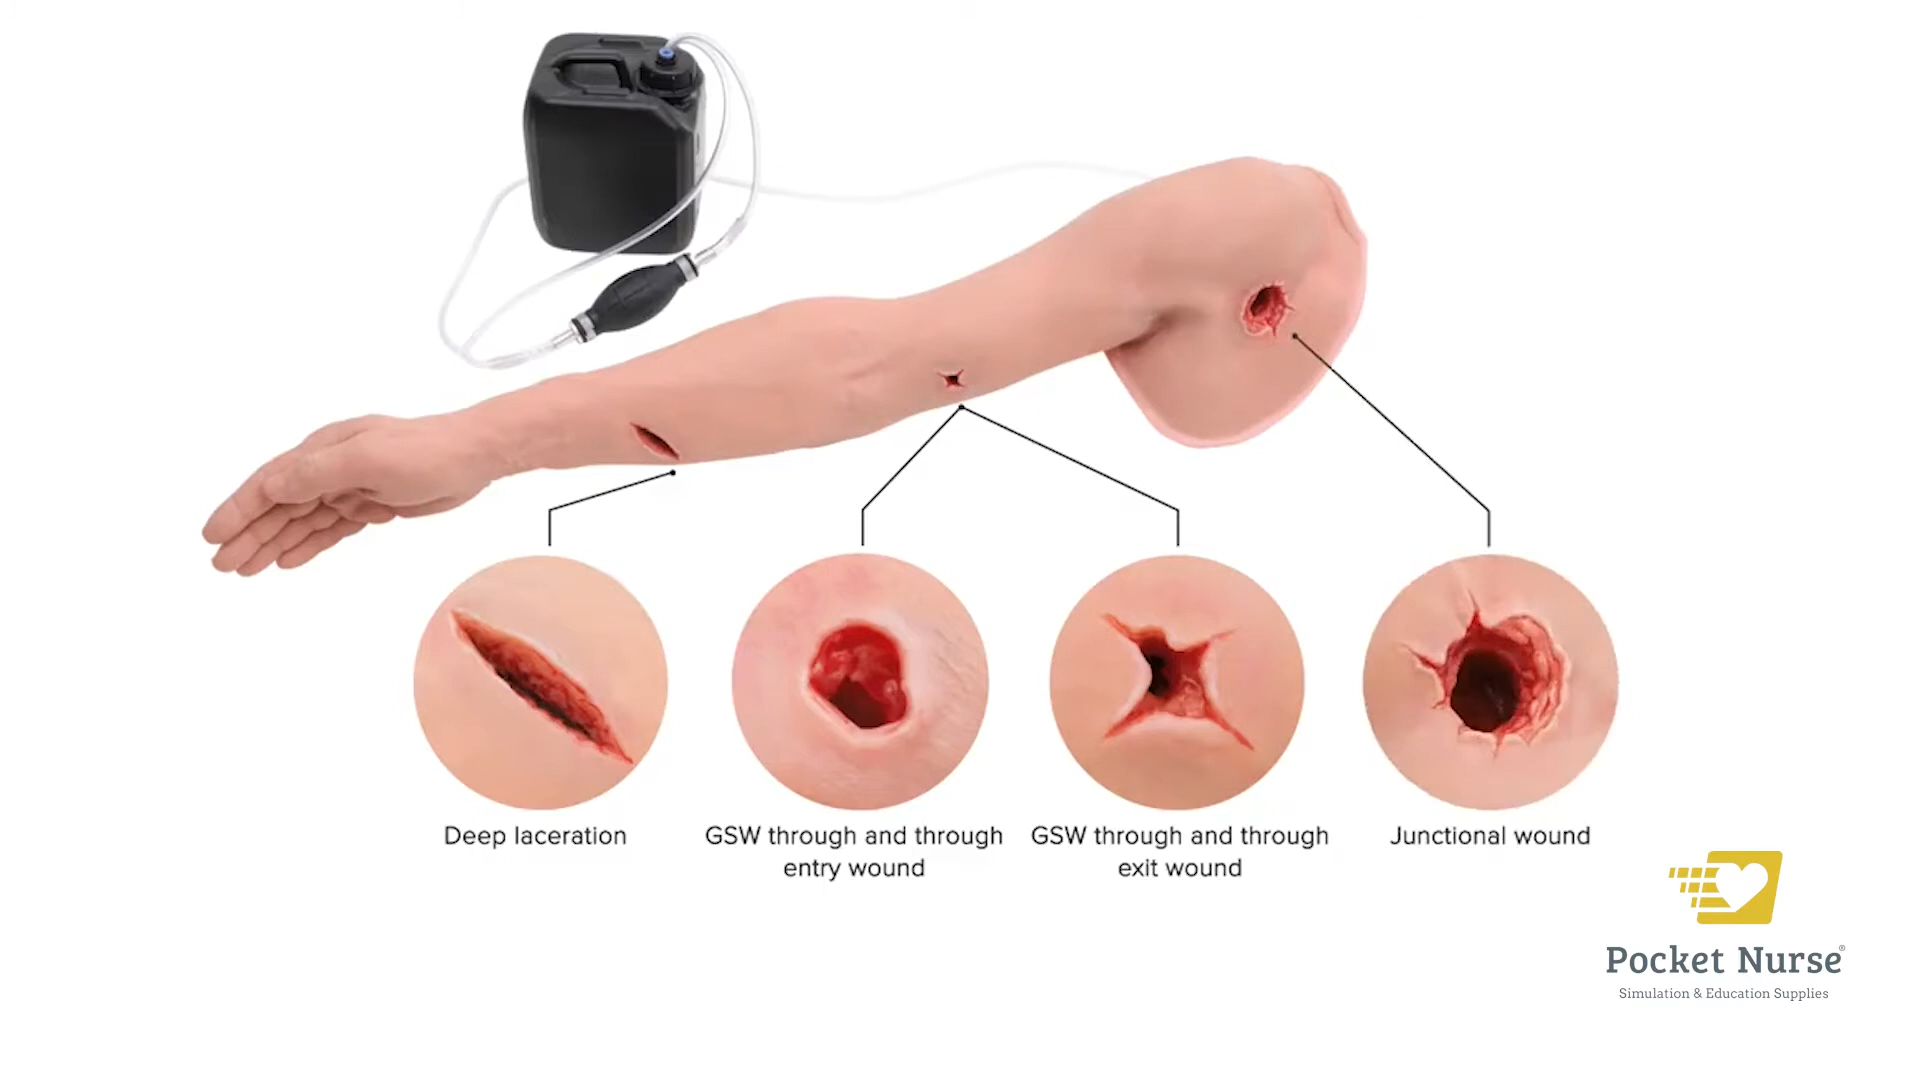 Deep laceration
GSW through and through
entry wound
GSW through and through
exit wound
Junctional wound
Pocket Nurse®
Simulation & Education Supplies